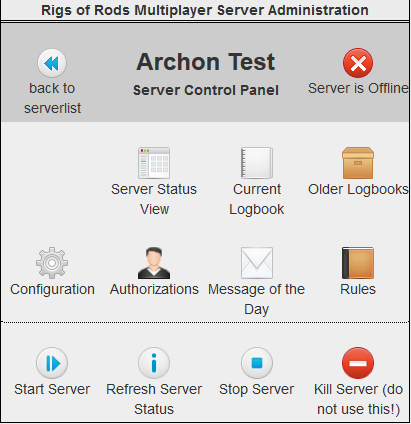 Rigs of Rods Multiplayer Server Administration
Archon Test
back to
serverlist
Server Control Panel
Server is Offline
Server Status
View
Current
Logbook
Older Logbooks
Configuration
Authorizations
Message of the
Day
Rules
Start Server
Refresh Server
Status
Stop Server
Kill Server (do
not use this!)